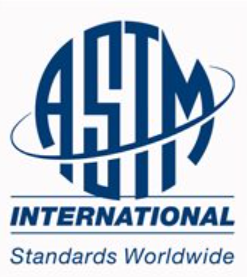 ASTM
INTERNATIONAL
Standards Worldwide